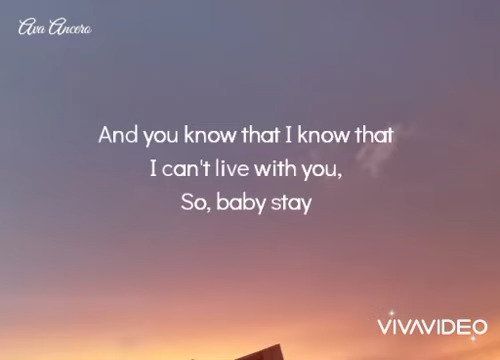 Ava Ancero
And you know that I know that
I can't live with you,
So, baby stay
VIVAVIDEO